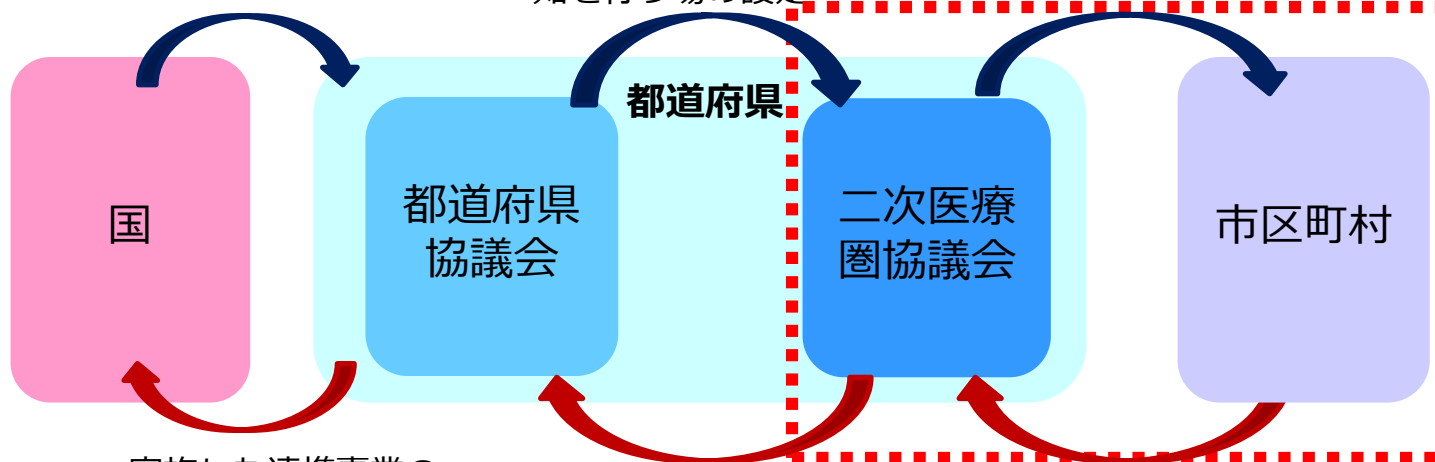 国
都道府県
都道府県
協議会
二次医療
圏協議会
市区町村